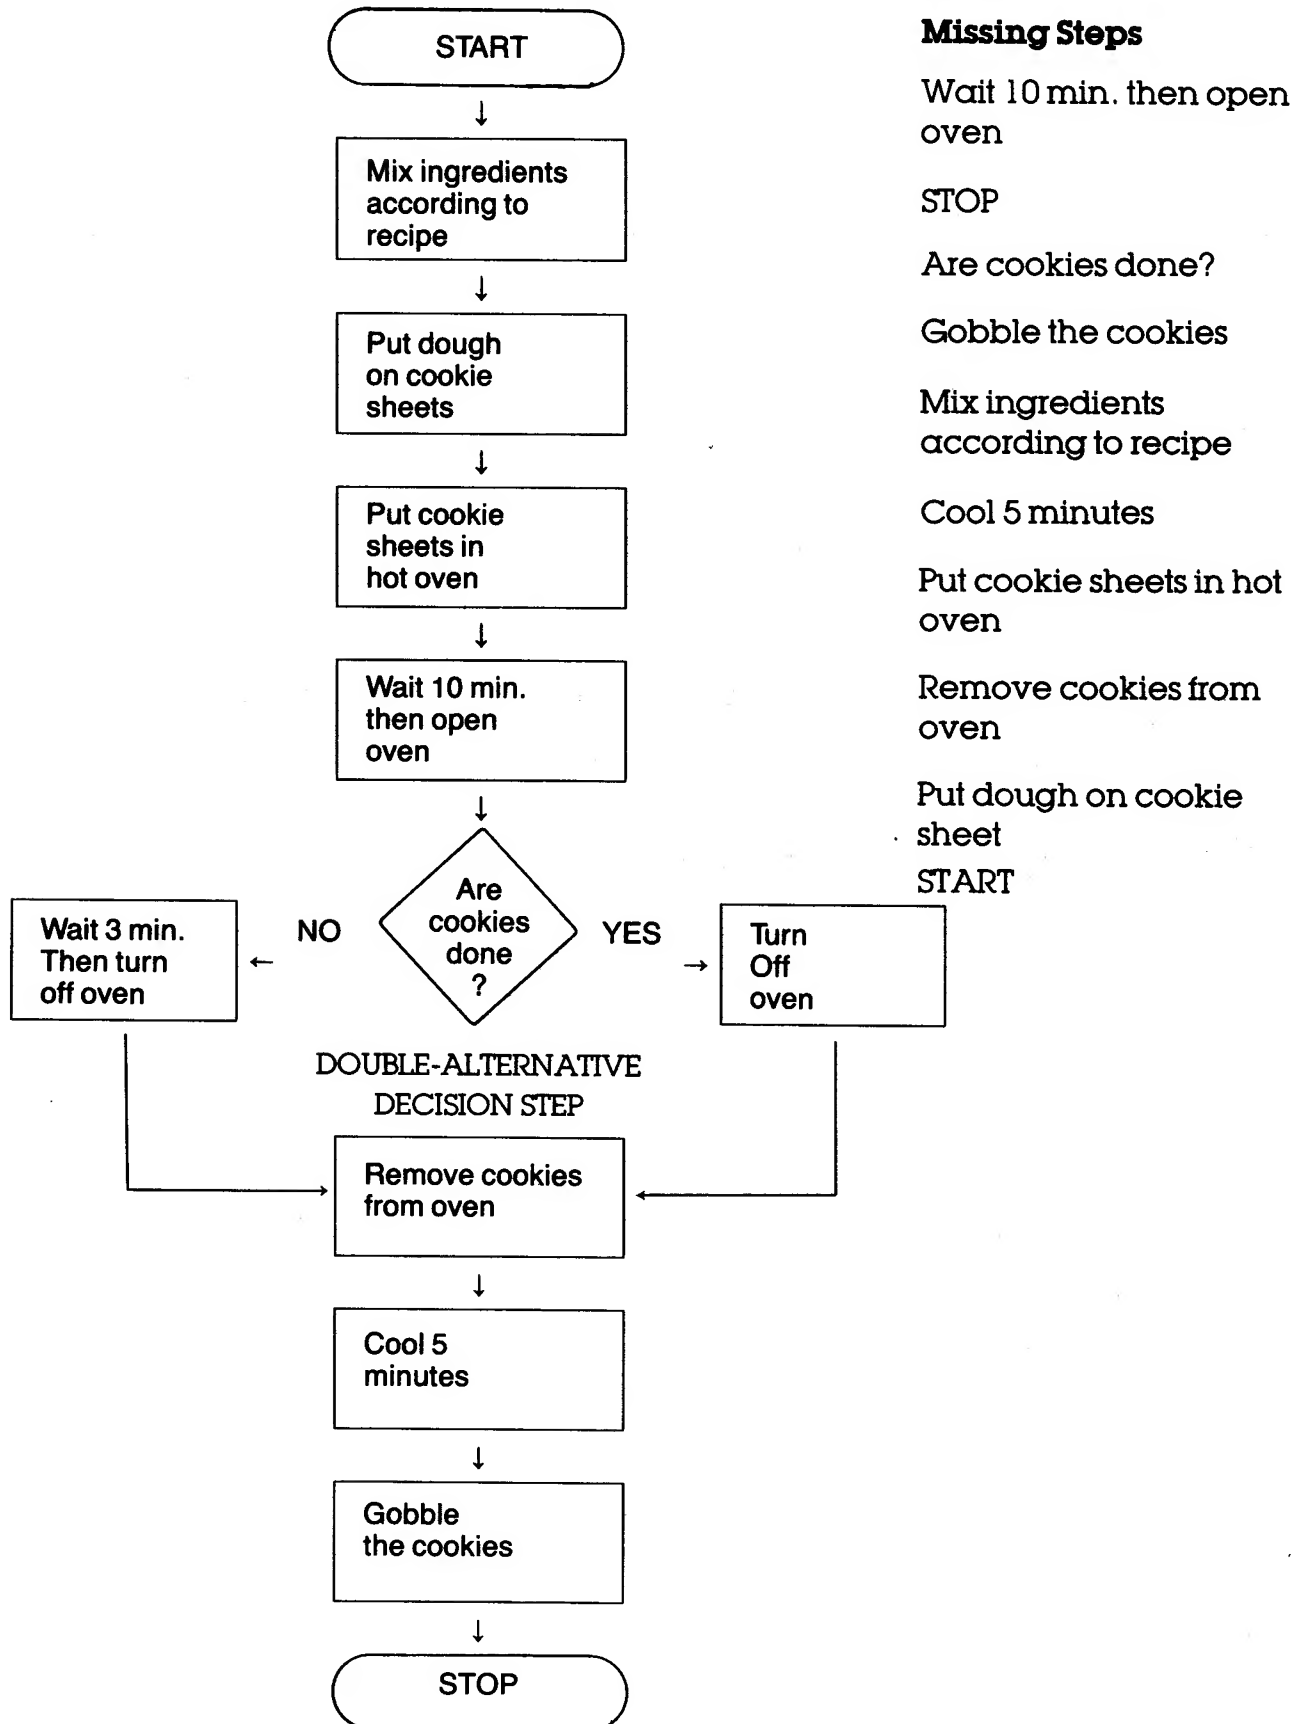 START
Mix ingredients
according to
recipe
Put dough
on cookie
sheets
Put cookie
sheets in
hot oven
Wait 10 min.
then open
oven
Are
cookies
done
?
NO
YES
Wait 3 min.
Then turn
off oven
Turn
Off
oven
DOUBLE-ALTERNATIVE
DECISION STEP
Remove cookies
from oven
Cool 5
minutes
Gobble
the cookies
STOP
Missing Steps
Wait 10 min. then open
oven
STOP
Are cookies done?
Gobble the cookies
Mix ingredients
according to recipe
Cool 5 minutes
Put cookie sheets in hot
oven
Remove cookies from
oven
Put dough on cookie
sheet
START